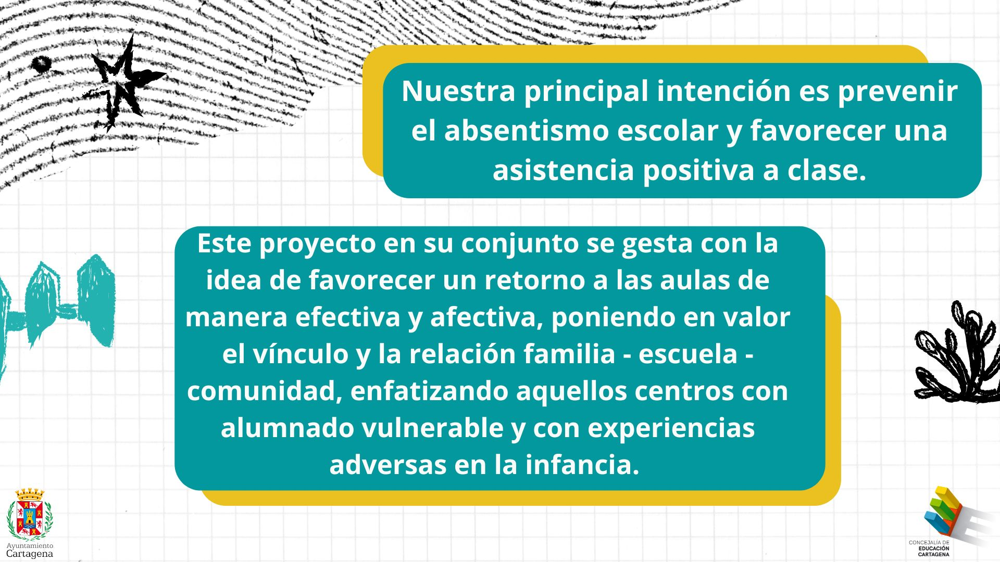 Nuestra principal intención es prevenir
el absentismo escolar y favorecer una
asistencia positiva a clase.
Este proyecto en su conjunto se gesta con la
idea de favorecer un retorno a las aulas de
manera efectiva y afectiva, poniendo en valor
el vínculo y la relación familia - escuela -
comunidad, enfatizando aquellos centros con
alumnado vulnerable y con experiencias
adversas en la infancia.
Ayuntamiento
Cartagena
CONCEJALÍA DE
EDUCACIÓN
CARTAGENA